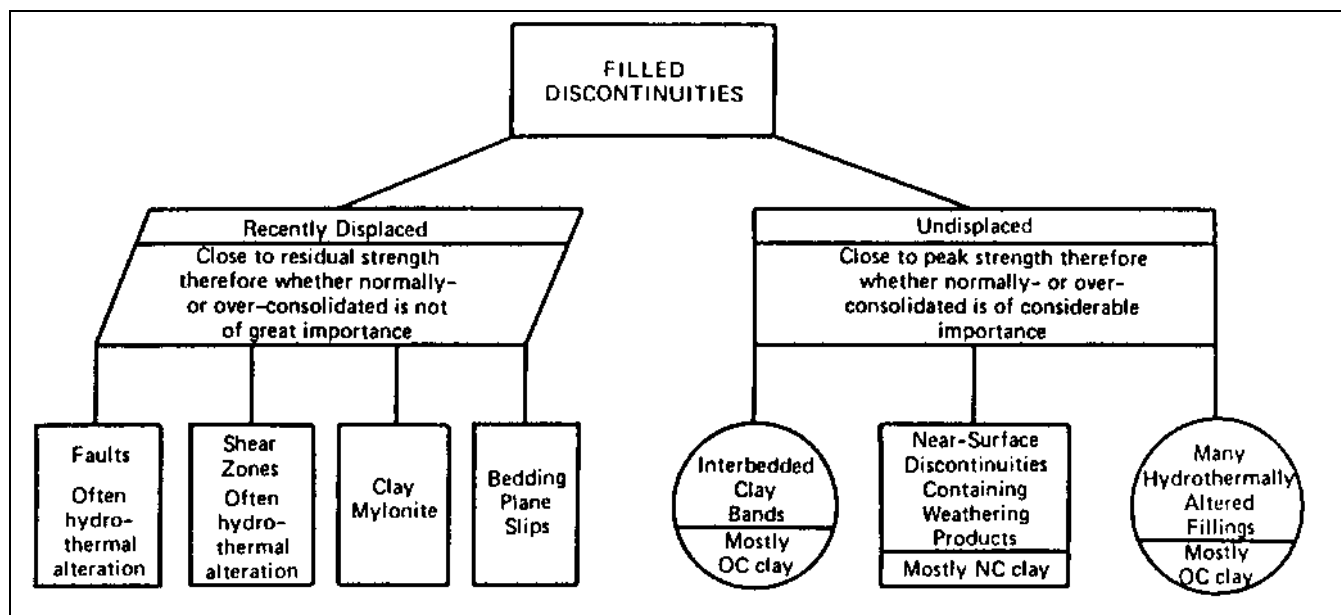 FILLED
DISCONTINUITIES
Recently Displaced
Close to residual strength
therefore whether normally-
or over-consolidated is not
of great importance
Undisplaced
Close to peak strength therefore
whether normally- or over-
consolidated is of considerable
importance
Faults
Often
hydro-
thermal
alteration
Shear
Zones
Often
hydro-
thermal
alteration
Clay
Mylonite
Bedding
Plane
Slips
Interbedded
Clay
Bands
Mostly
OC clay
Near-Surface
Discontinuities
Containing
Weathering
Products
Mostly NC clay
Many
Hydrothermally
Altered
Fillings
Mostly
OC clay